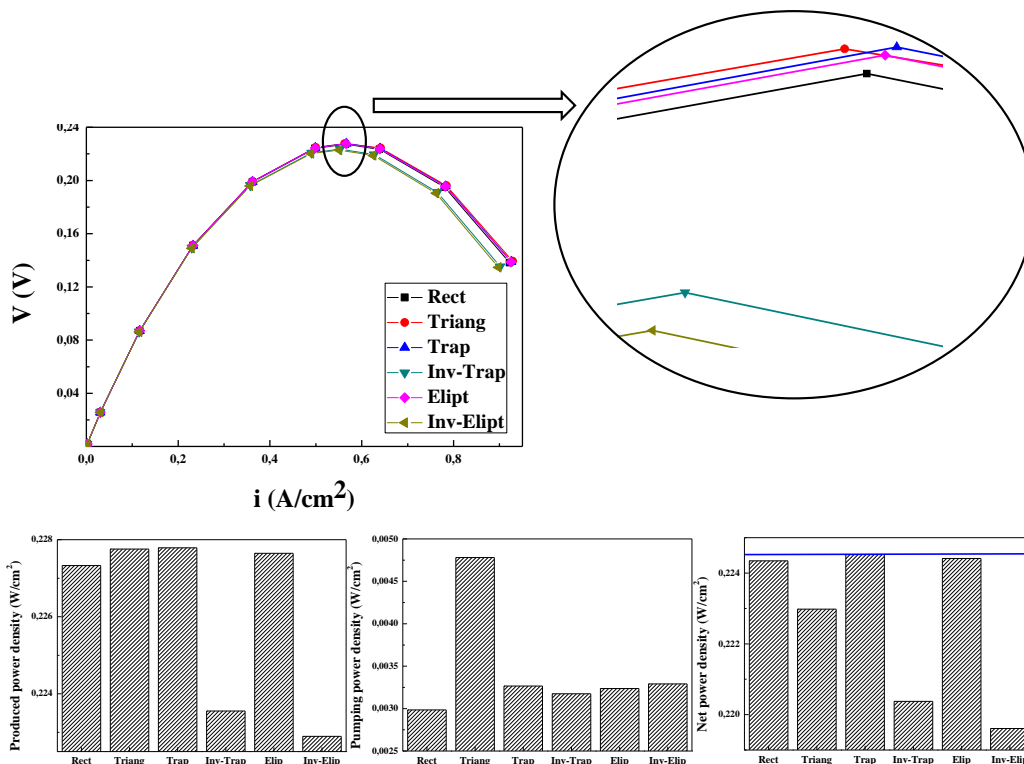 0,24
0,20
0,16
0,12
0,08
0,04
V (V)
0,0
0,2
0,4
0,6
0,8
i (A/cm2)
Rect
Triang
Trap
Inv-Trap
Elipt
Inv-Elipt
Produced power density (W/cm2)
0,228
0,226
0,224
Rect Triang Trap Inv-Trap Elip Inv-Elip
Pumping power density (W/cm2)
0,0050
0,0045
0,0040
0,0035
0,0030
0,0025
Rect Triang Trap Inv-Trap Elip Inv-Elip
Net power density (W/cm2)
0,224
0,222
0,220
Rect Triang Trap Inv-Trap Elip Inv-Elip